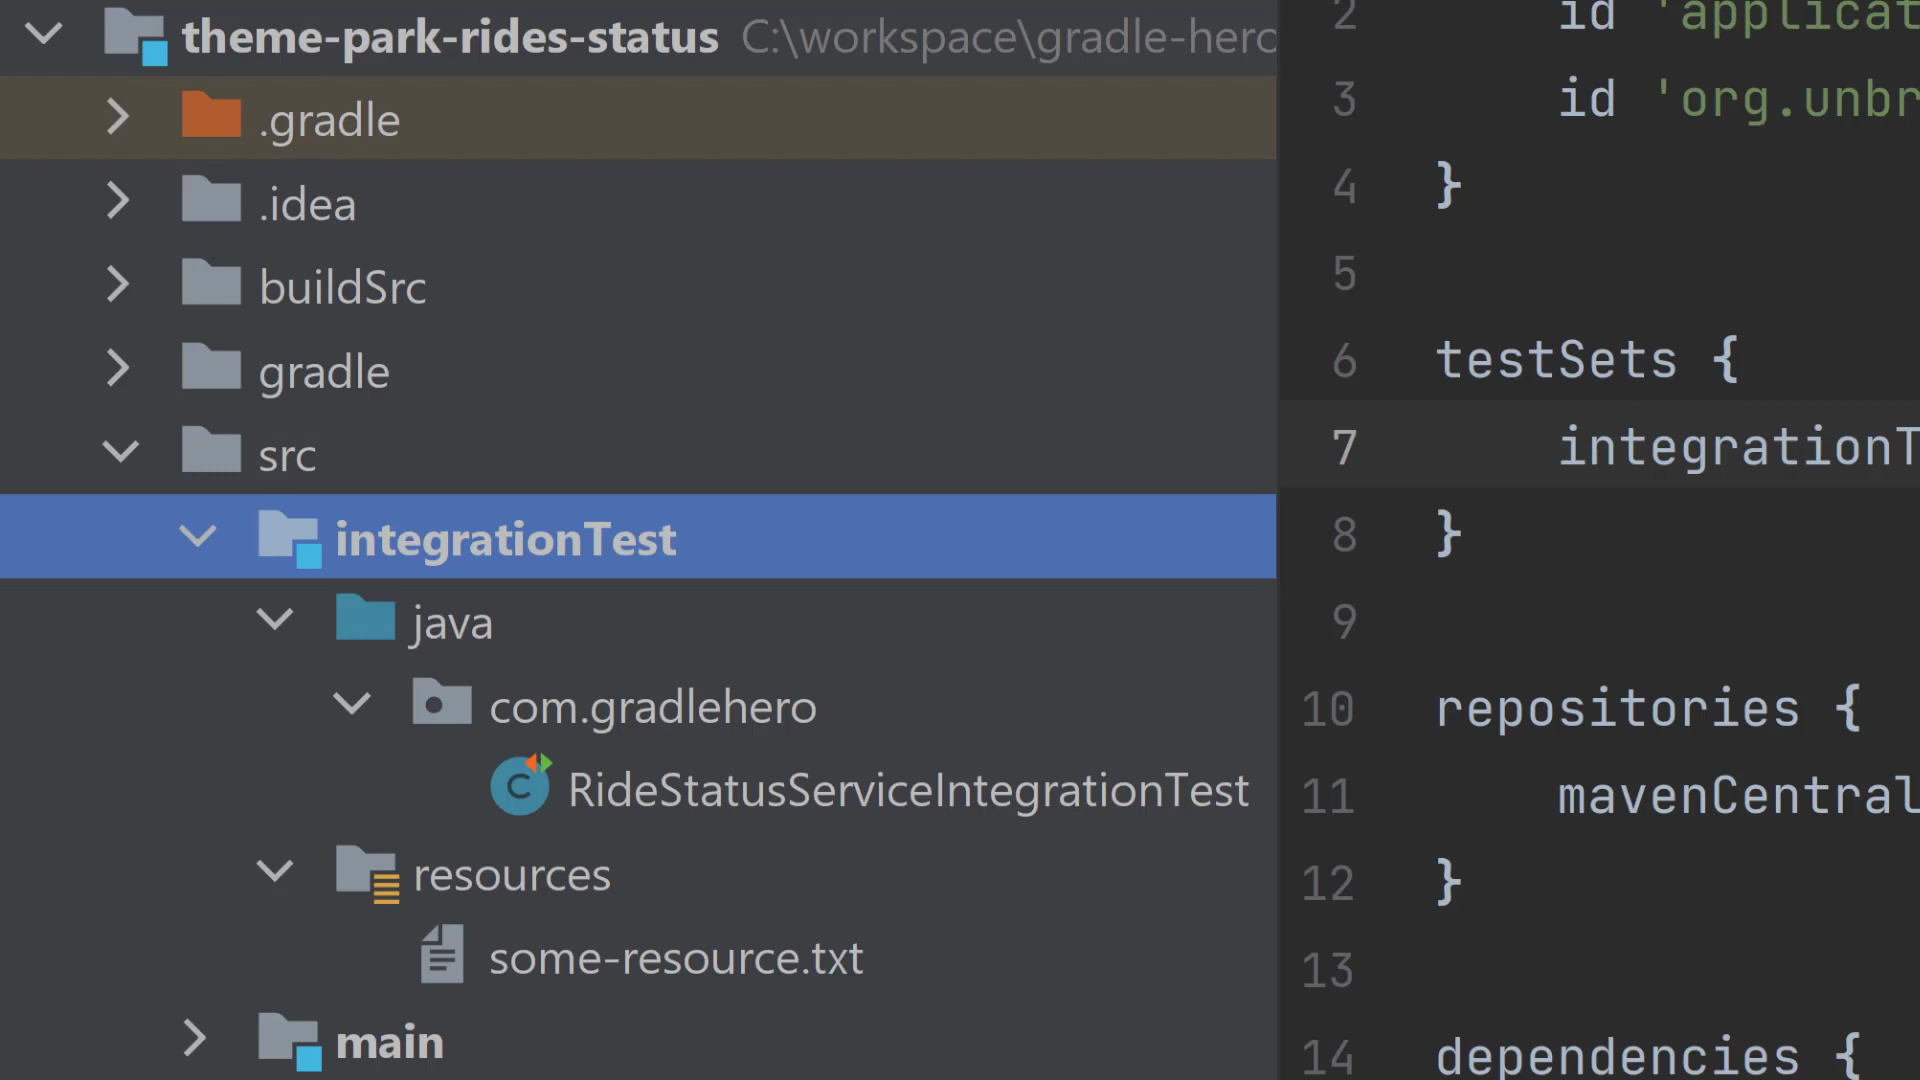 theme-park-rides-status C:\workspace\gradle-hero
.gradle
.idea
buildSrc
gradle
src
integrationTest
java
com.gradlehero
RideStatusServiceIntegrationTest
resources
some-resource.txt
main
2 id 'applicat
3 id 'org.unbr
4 }
5
6 testSets {
7 integrationT
8 }
9
10 repositories {
11 mavenCentral
12 }
13
14 dependencies {